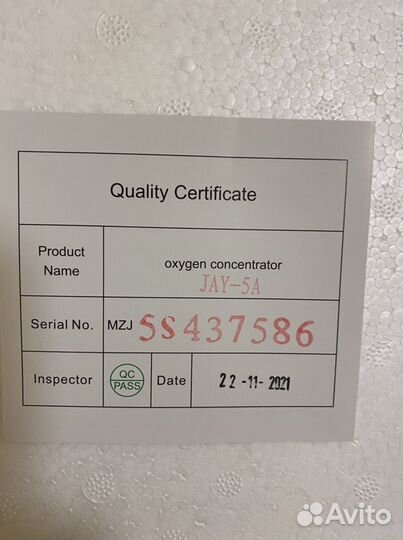 Quality Certificate
Product Name
oxygen concentrator
JAY-5A
Serial No.
MZJ 5S437586
Inspector
QC
PASS
Date
22-11-2021
Avito